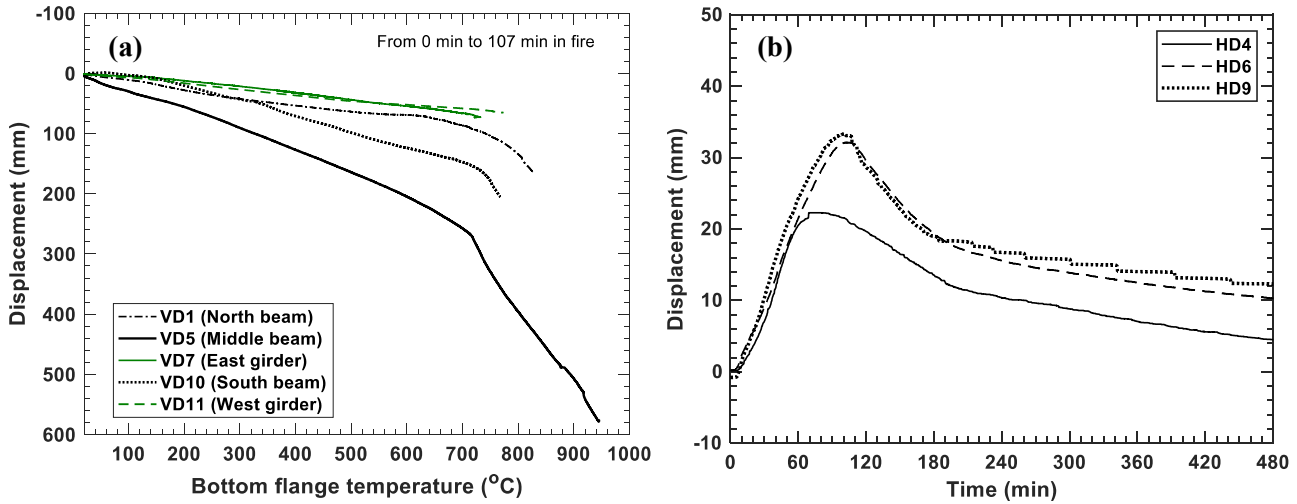 (a)
From 0 min to 107 min in fire
-100
0
100
200
300
400
500
600
Displacement (mm)
VD1 (North beam)
VD5 (Middle beam)
VD7 (East girder)
VD10 (South beam)
VD11 (West girder)
100 200 300 400 500 600 700 800 900 1000
Bottom flange temperature (°C)
(b)
HD4
HD6
HD9
50
40
30
20
10
0
-10
Displacement (mm)
0 60 120 180 240 300 360 420 480
Time (min)